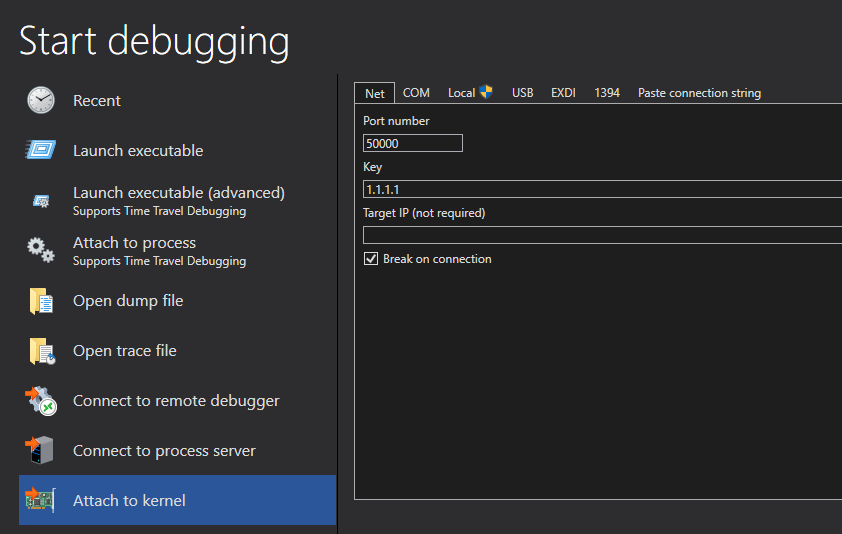 Start debugging
Recent
Launch executable
Launch executable (advanced)
Supports Time Travel Debugging
Attach to process
Supports Time Travel Debugging
Open dump file
Open trace file
Connect to remote debugger
Connect to process server
Attach to kernel
Net COM Local USB EXDI 1394 Paste connection string
Port number
50000
Key
1.1.1.1
Target IP (not required)
Break on connection